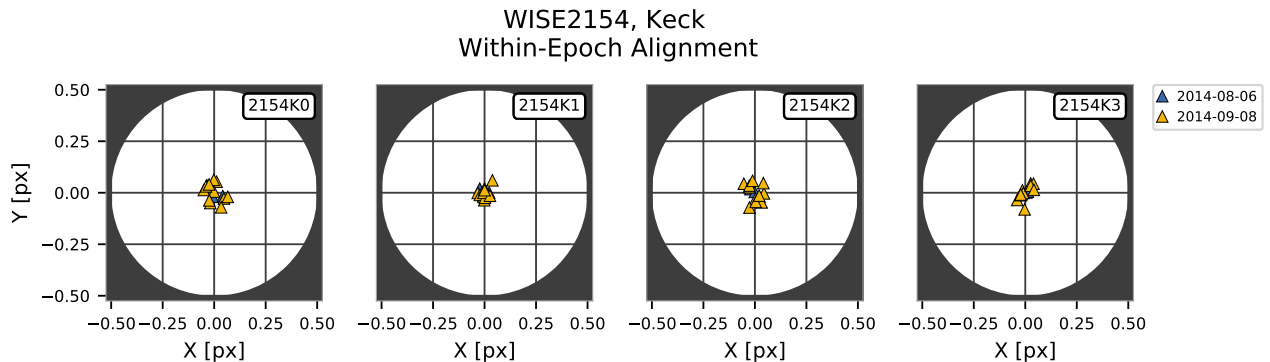 WISE2154, Keck
Within-Epoch Alignment
2154K0
2154K1
2154K2
2154K3
2014-08-06
2014-09-08
Y [px]
0.50
0.25
0.00
−0.25
−0.50
−0.50 −0.25 0.00 0.25 0.50
−0.50 −0.25 0.00 0.25 0.50
−0.50 −0.25 0.00 0.25 0.50
−0.50 −0.25 0.00 0.25 0.50
X [px]
X [px]
X [px]
X [px]